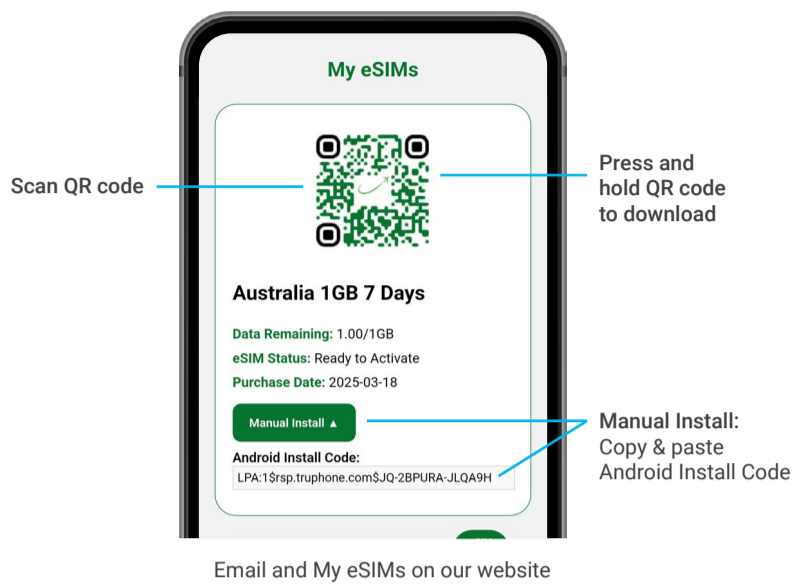 My eSIMs
Scan QR code
Press and
hold QR code
to download
Australia 1GB 7 Days
Data Remaining: 1.00/1GB
eSIM Status: Ready to Activate
Purchase Date: 2025-03-18
Manual Install ▲
Manual Install:
Copy & paste
Android Install Code
Android Install Code:
LPA:1$rsp.truphone.com$JQ-2BPURA-JLQA9H
Email and My eSIMs on our website